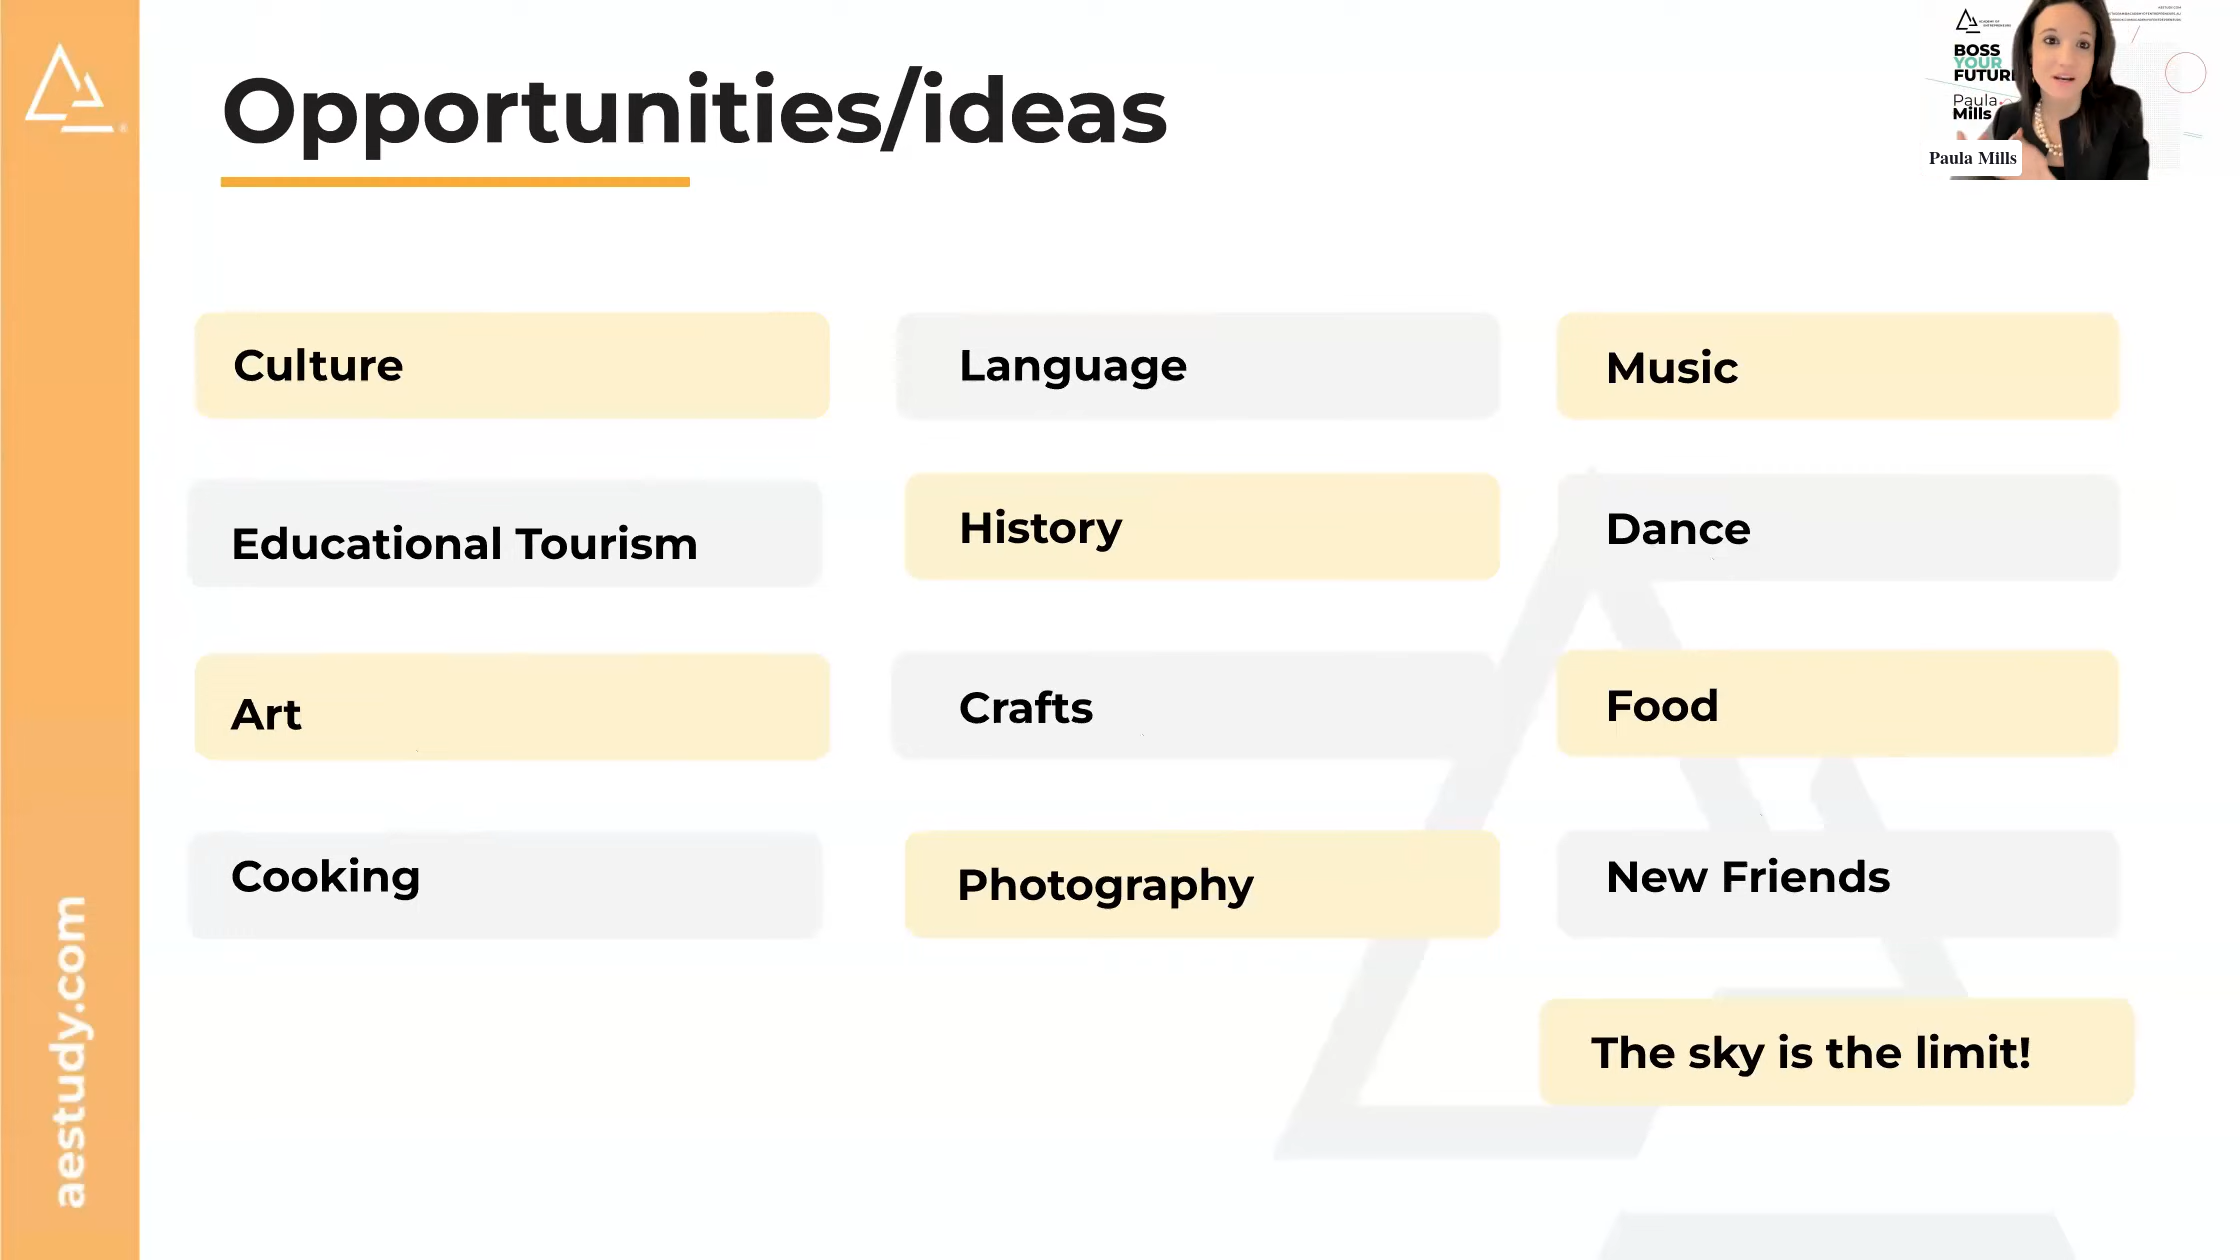 Opportunities/ideas
BOSS
YOUR
Paula
Mills
Paula Mills
Culture
Language
Music
Educational Tourism
History
Dance
Art
Crafts
Food
Cooking
Photography
New Friends
The sky is the limit!
aestudy.com